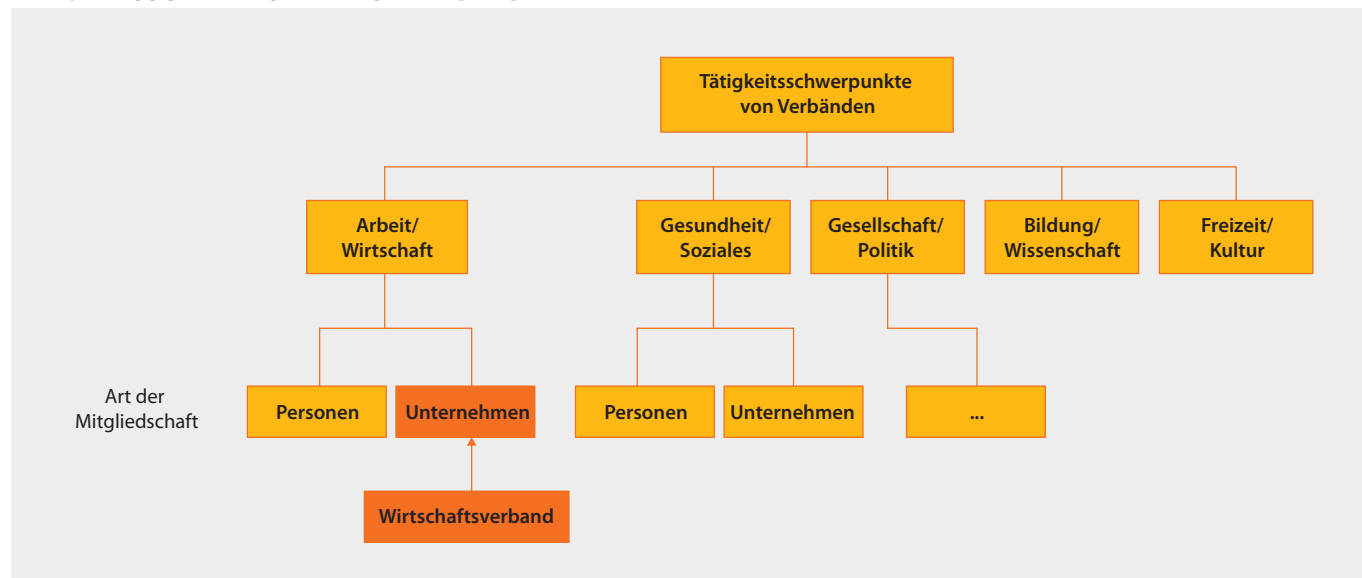 Tätigkeitsschwerpunkte
von Verbänden
Arbeit/
Wirtschaft
Gesundheit/
Soziales
Gesellschaft/
Politik
Bildung/
Wissenschaft
Freizeit/
Kultur
Art der
Mitgliedschaft
Personen
Unternehmen
Personen
Unternehmen
...
Wirtschaftsverband